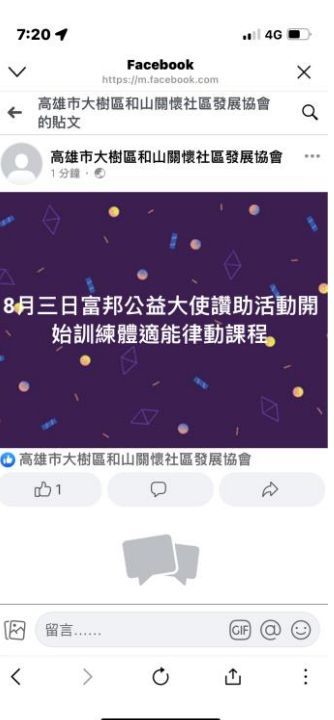 7:20
4G
Facebook
https://m.facebook.com
高雄市大樹區和山關懷社區發展協會
的貼文
高雄市大樹區和山關懷社區發展協會
1 分鐘 ·
8月三日富邦公益大使讚助活動開
始訓練體適能律動課程
高雄市大樹區和山關懷社區發展協會
1
留言......
GIF